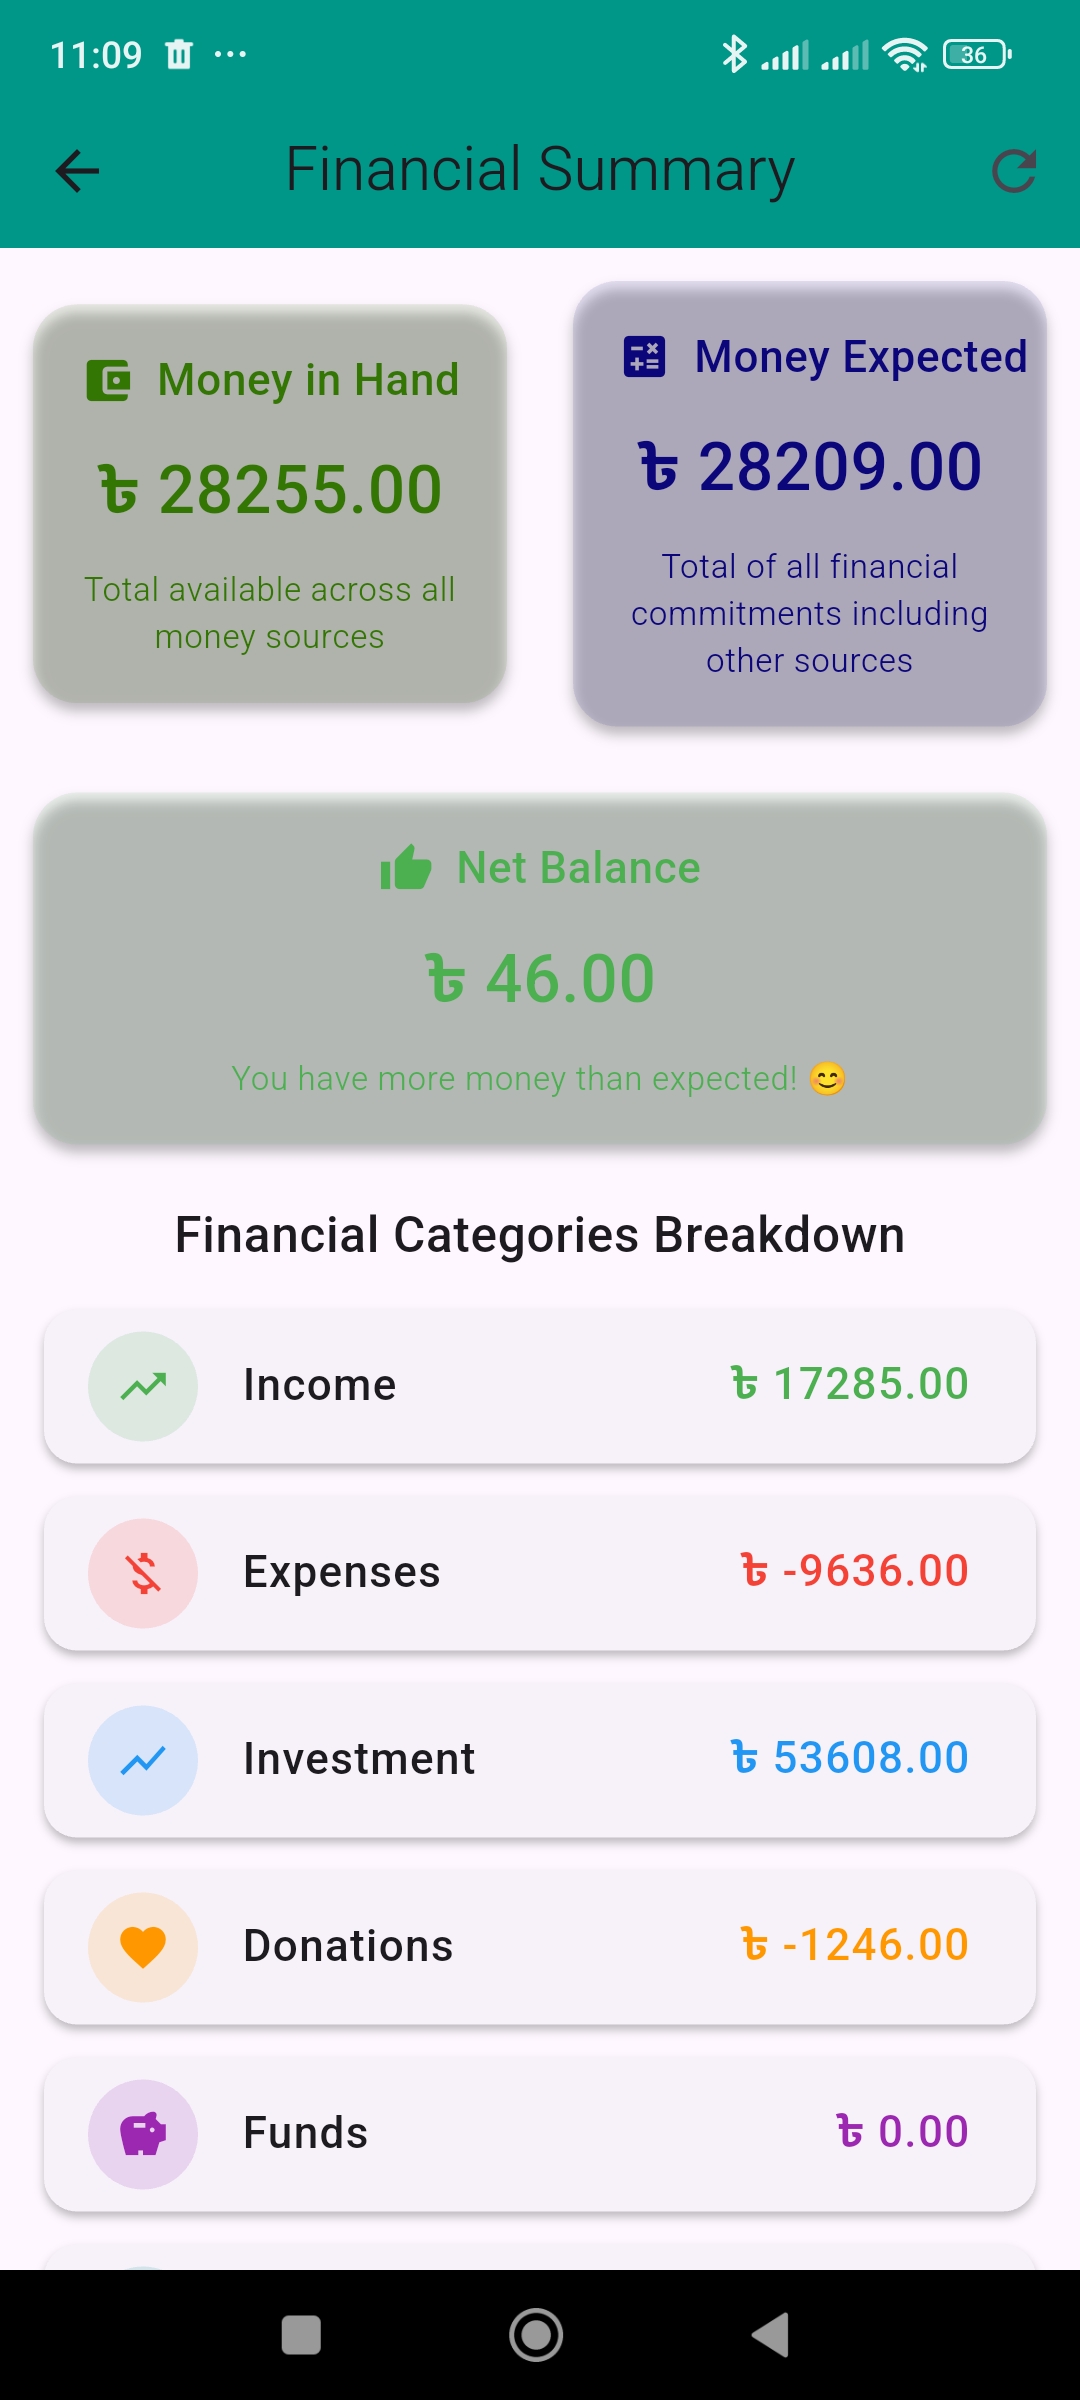 11:09
36
Financial Summary
Money in Hand
৳ 28255.00
Total available across all
money sources
Money Expected
৳ 28209.00
Total of all financial
commitments including
other sources
Net Balance
৳ 46.00
You have more money than expected! 😊
Financial Categories Breakdown
Income ৳ 17285.00
Expenses ৳ -9636.00
Investment ৳ 53608.00
Donations ৳ -1246.00
Funds ৳ 0.00